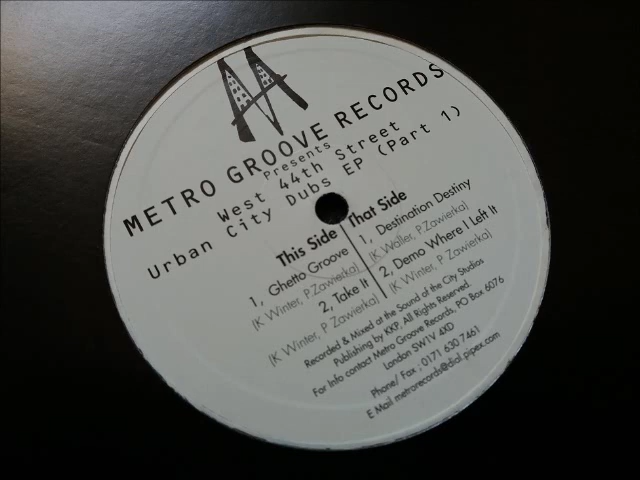 METRO GROOVE RECORDS
Presents
West 44th Street
Urban City Dubs EP (Part 1)
This Side
1, Ghetto Groove
(K Winter, P.Zawierka)
2, Take It
(K Winter, P Zawierka)
That Side
1, Destination Destiny
(K Waller, P.Zawierka)
2, Demo Where I Left It
(K Winter, P.Zawierka)
Recorded & Mixed at the Sound of the City Studios
Publishing by KKP, All Rights Reserved.
For Info contact Metro Groove Records, PO Box 6076
London SW1V 4XD
Phone/ Fax ; 0171 630 7461
E Mail metrorecords@dial.pipex.com